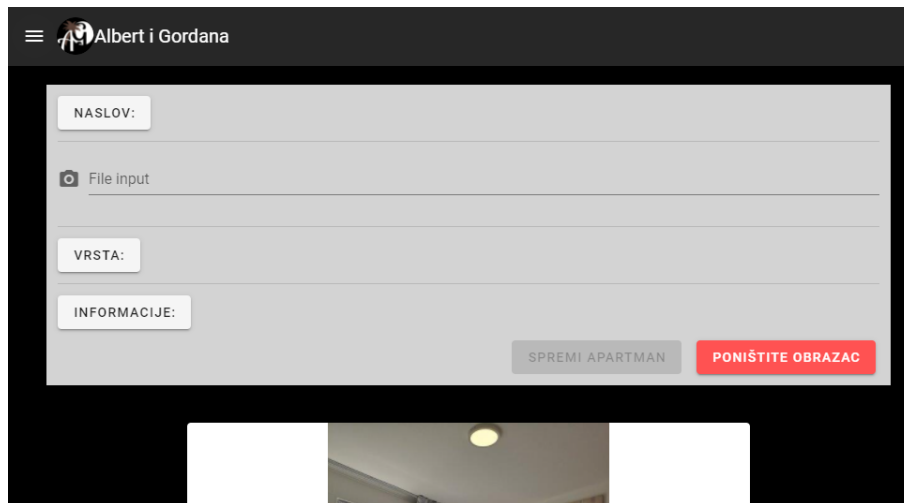 Albert i Gordana
NASLOV:
File input
VRSTA:
INFORMACIJE:
SPREMI APARTMAN
PONIŠTITE OBRAZAC